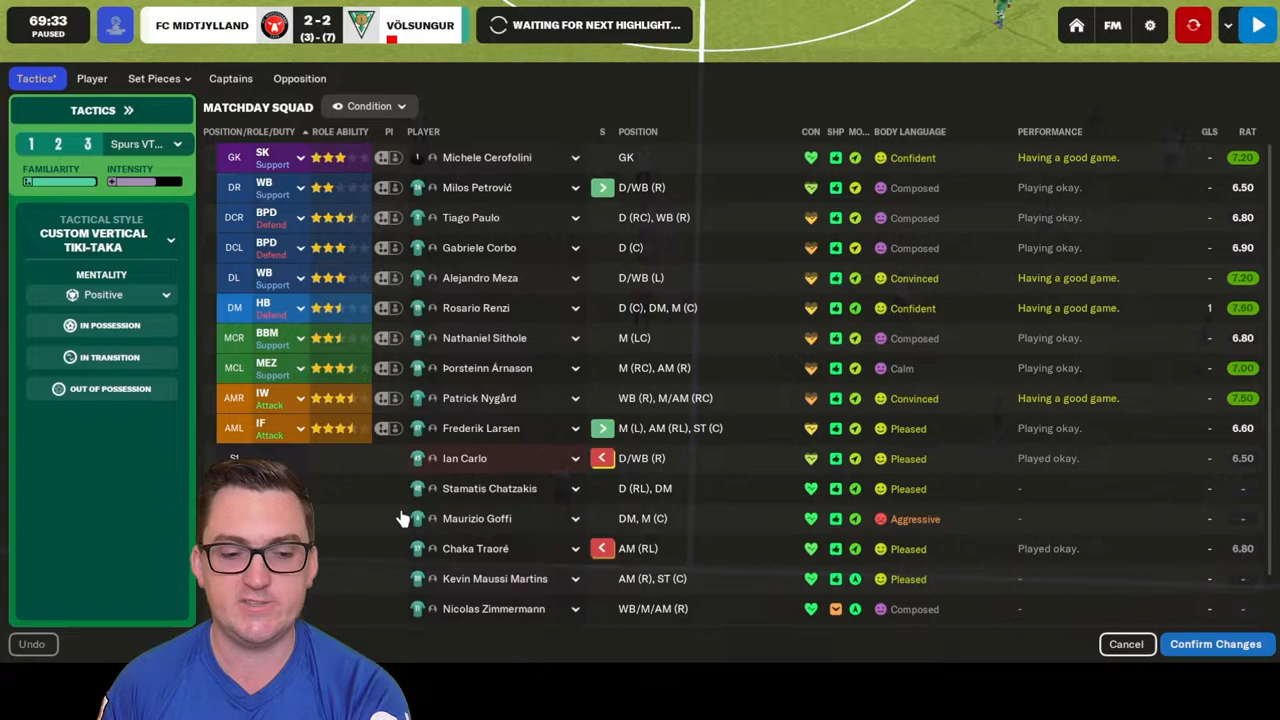 69:33 FC MIDTJYLLAND 2-2 VÖLSUNGUR WAITING FOR NEXT HIGHLIGHT... FM
PAUSED (3) - (7)
Tactics* Player Set Pieces Captains Opposition
TACTICS MATCHDAY SQUAD Condition
POSITION/ROLE/DUTY ROLE ABILITY PI PLAYER S POSITION CON SHP MO... BODY LANGUAGE PERFORMANCE GLS RAT
1 2 3 Spurs VT...
FAMILIARITY INTENSITY
TACTICAL STYLE
CUSTOM VERTICAL
TIKI-TAKA
MENTALITY
Positive
IN POSSESSION
IN TRANSITION
OUT OF POSSESSION
GK SK Support Michele Cerofolini GK Confident Having a good game. - 7.20
DR WB Support Milos Petrović D/WB (R) Composed Playing okay. - 6.50
DCR BPD Defend Tiago Paulo D (RC), WB (R) Composed Playing okay. - 6.80
DCL BPD Defend Gabriele Corbo D (C) Composed Playing okay. - 6.90
DL WB Support Alejandro Meza D/WB (L) Convinced Having a good game. - 7.20
DM HB Defend Rosario Renzi D (C), DM, M (C) Confident Having a good game. 1 7.60
MCR BBM Support Nathaniel Sithole M (LC) Composed Playing okay. - 6.80
MCL MEZ Support Þorsteinn Árnason M (RC), AM (R) Calm Playing okay. - 7.00
AMR IW Attack Patrick Nygård WB (R), M/AM (RC) Convinced Having a good game. - 7.50
AML IF Attack Frederik Larsen M (L), AM (RL), ST (C) Pleased Playing okay. - 6.60
S1 Ian Carlo D/WB (R) Pleased Played okay. - 6.50
Stamatis Chatzakis D (RL), DM Pleased - - -
Maurizio Goffi DM, M (C) Aggressive - - -
Chaka Traoré AM (RL) Pleased Played okay. - 6.80
Kevin Maussi Martins AM (R), ST (C) Pleased - - -
Nicolas Zimmermann WB/M/AM (R) Composed - - -
Undo Cancel Confirm Changes